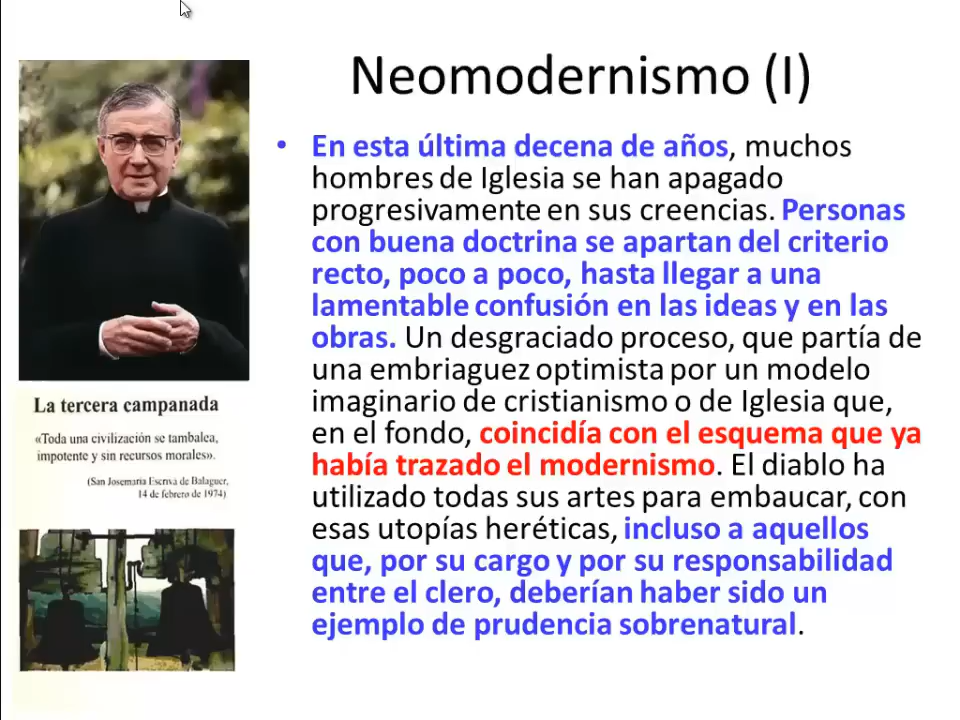 Neomodernismo (I)
• En esta última decena de años, muchos
hombres de Iglesia se han apagado
progresivamente en sus creencias. Personas
con buena doctrina se apartan del criterio
recto, poco a poco, hasta llegar a una
lamentable confusión en las ideas y en las
obras. Un desgraciado proceso, que partía de
una embriaguez optimista por un modelo
imaginario de cristianismo o de Iglesia que,
en el fondo, coincidía con el esquema que ya
había trazado el modernismo. El diablo ha
utilizado todas sus artes para embaucar, con
esas utopías heréticas, incluso a aquellos
que, por su cargo y por su responsabilidad
entre el clero, deberían haber sido un
ejemplo de prudencia sobrenatural.
La tercera campanada
«Toda una civilización se tambalea,
impotente y sin recursos morales».
(San Josemaría Escrivá de Balaguer,
14 de febrero de 1974)